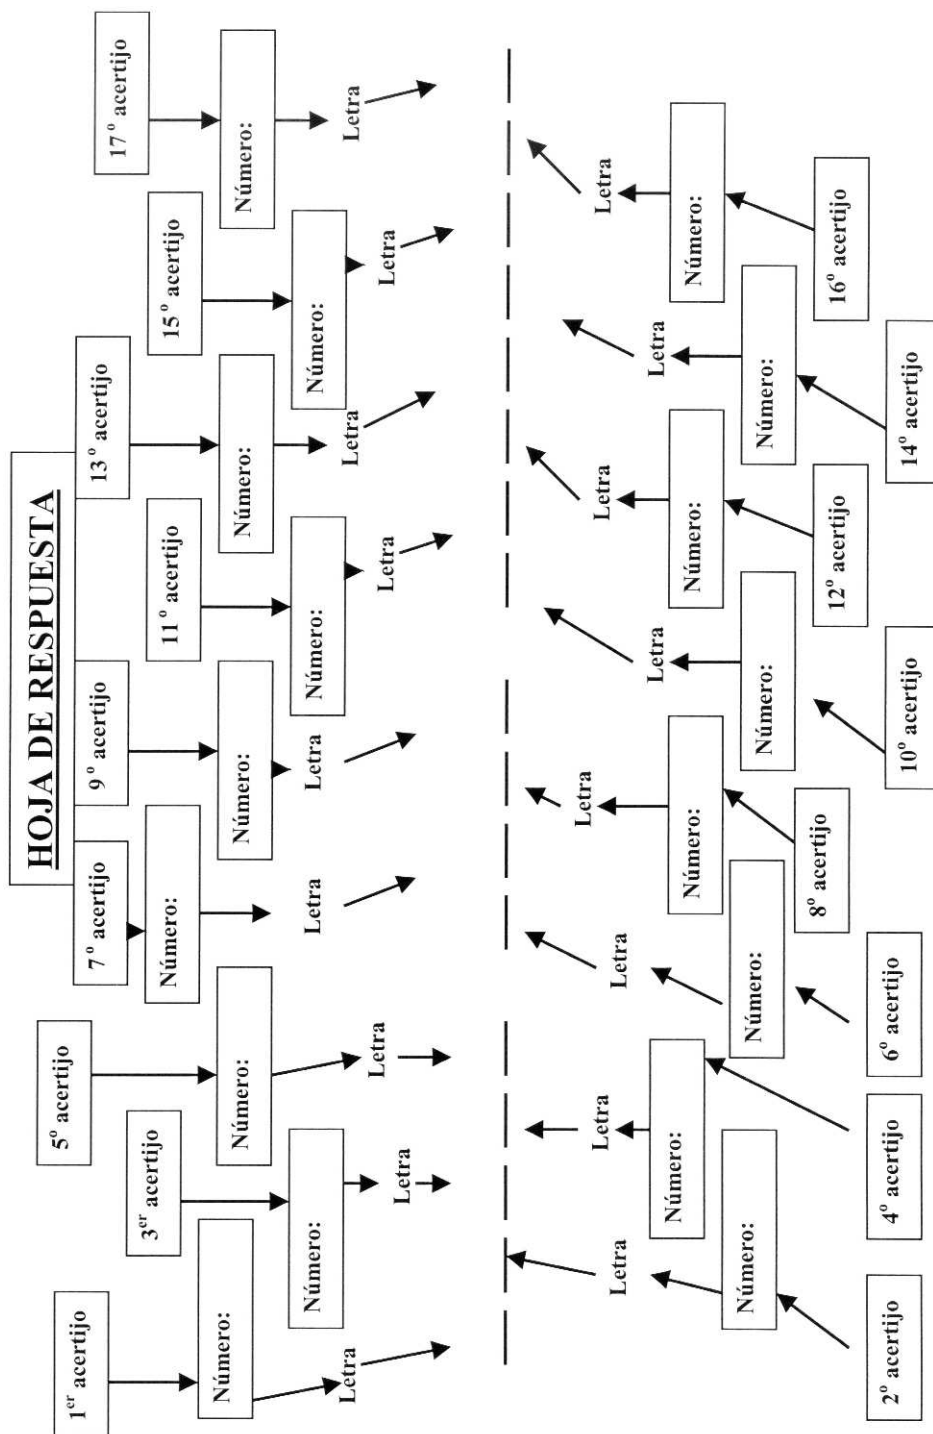 HOJA DE RESPUESTA
1er acertijo
Número:
Letra
3er acertijo
Número:
Letra
5º acertijo
Número:
Letra
7º acertijo
Número:
Letra
9º acertijo
Número:
Letra
11º acertijo
Número:
Letra
13º acertijo
Número:
Letra
15º acertijo
Número:
Letra
17º acertijo
Número:
Letra
Letra
Número:
2º acertijo
Letra
Número:
4º acertijo
Letra
Número:
6º acertijo
Letra
Número:
8º acertijo
Letra
Número:
10º acertijo
Letra
Número:
12º acertijo
Letra
Número:
14º acertijo
Letra
Número:
16º acertijo